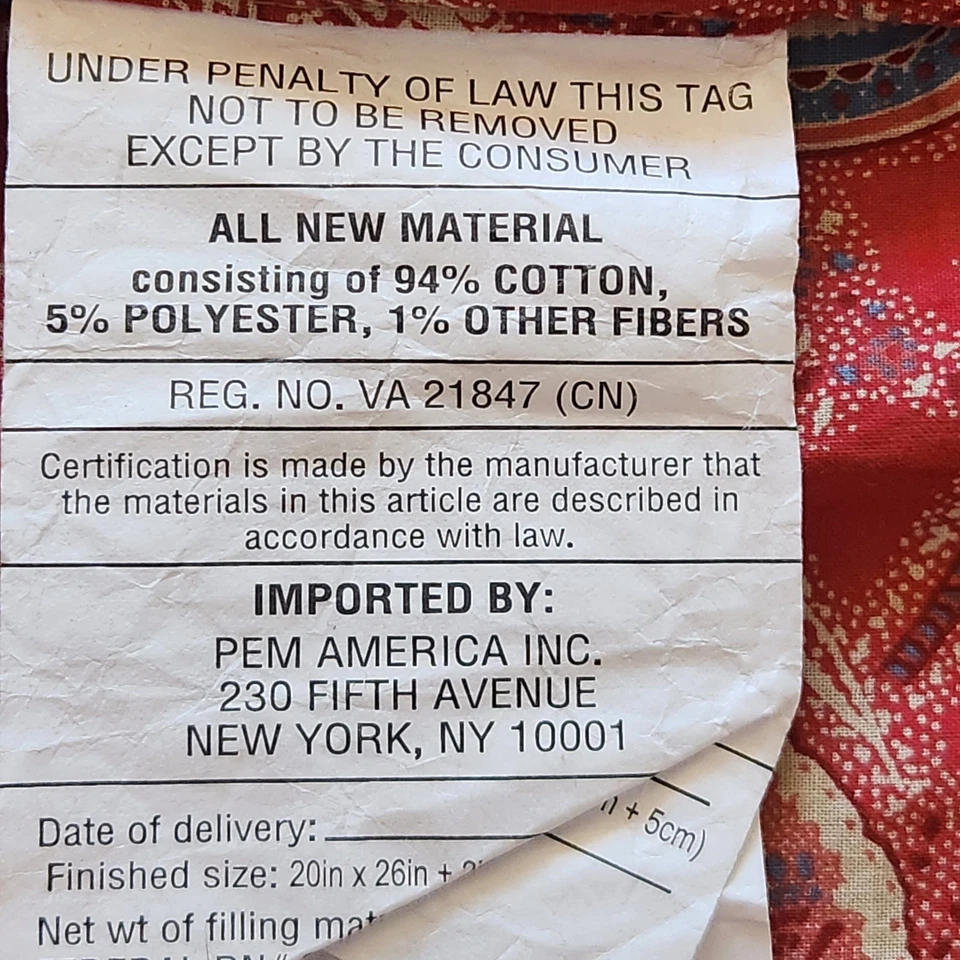 UNDER PENALTY OF LAW THIS TAG
NOT TO BE REMOVED
EXCEPT BY THE CONSUMER
ALL NEW MATERIAL
consisting of 94% COTTON,
5% POLYESTER, 1% OTHER FIBERS
REG. NO. VA 21847 (CN)
Certification is made by the manufacturer that
the materials in this article are described in
accordance with law.
IMPORTED BY:
PEM AMERICA INC.
230 FIFTH AVENUE
NEW YORK, NY 10001
Date of delivery:
+ 5cm)
Finished size: 20in x 26in +
Net wt of filling